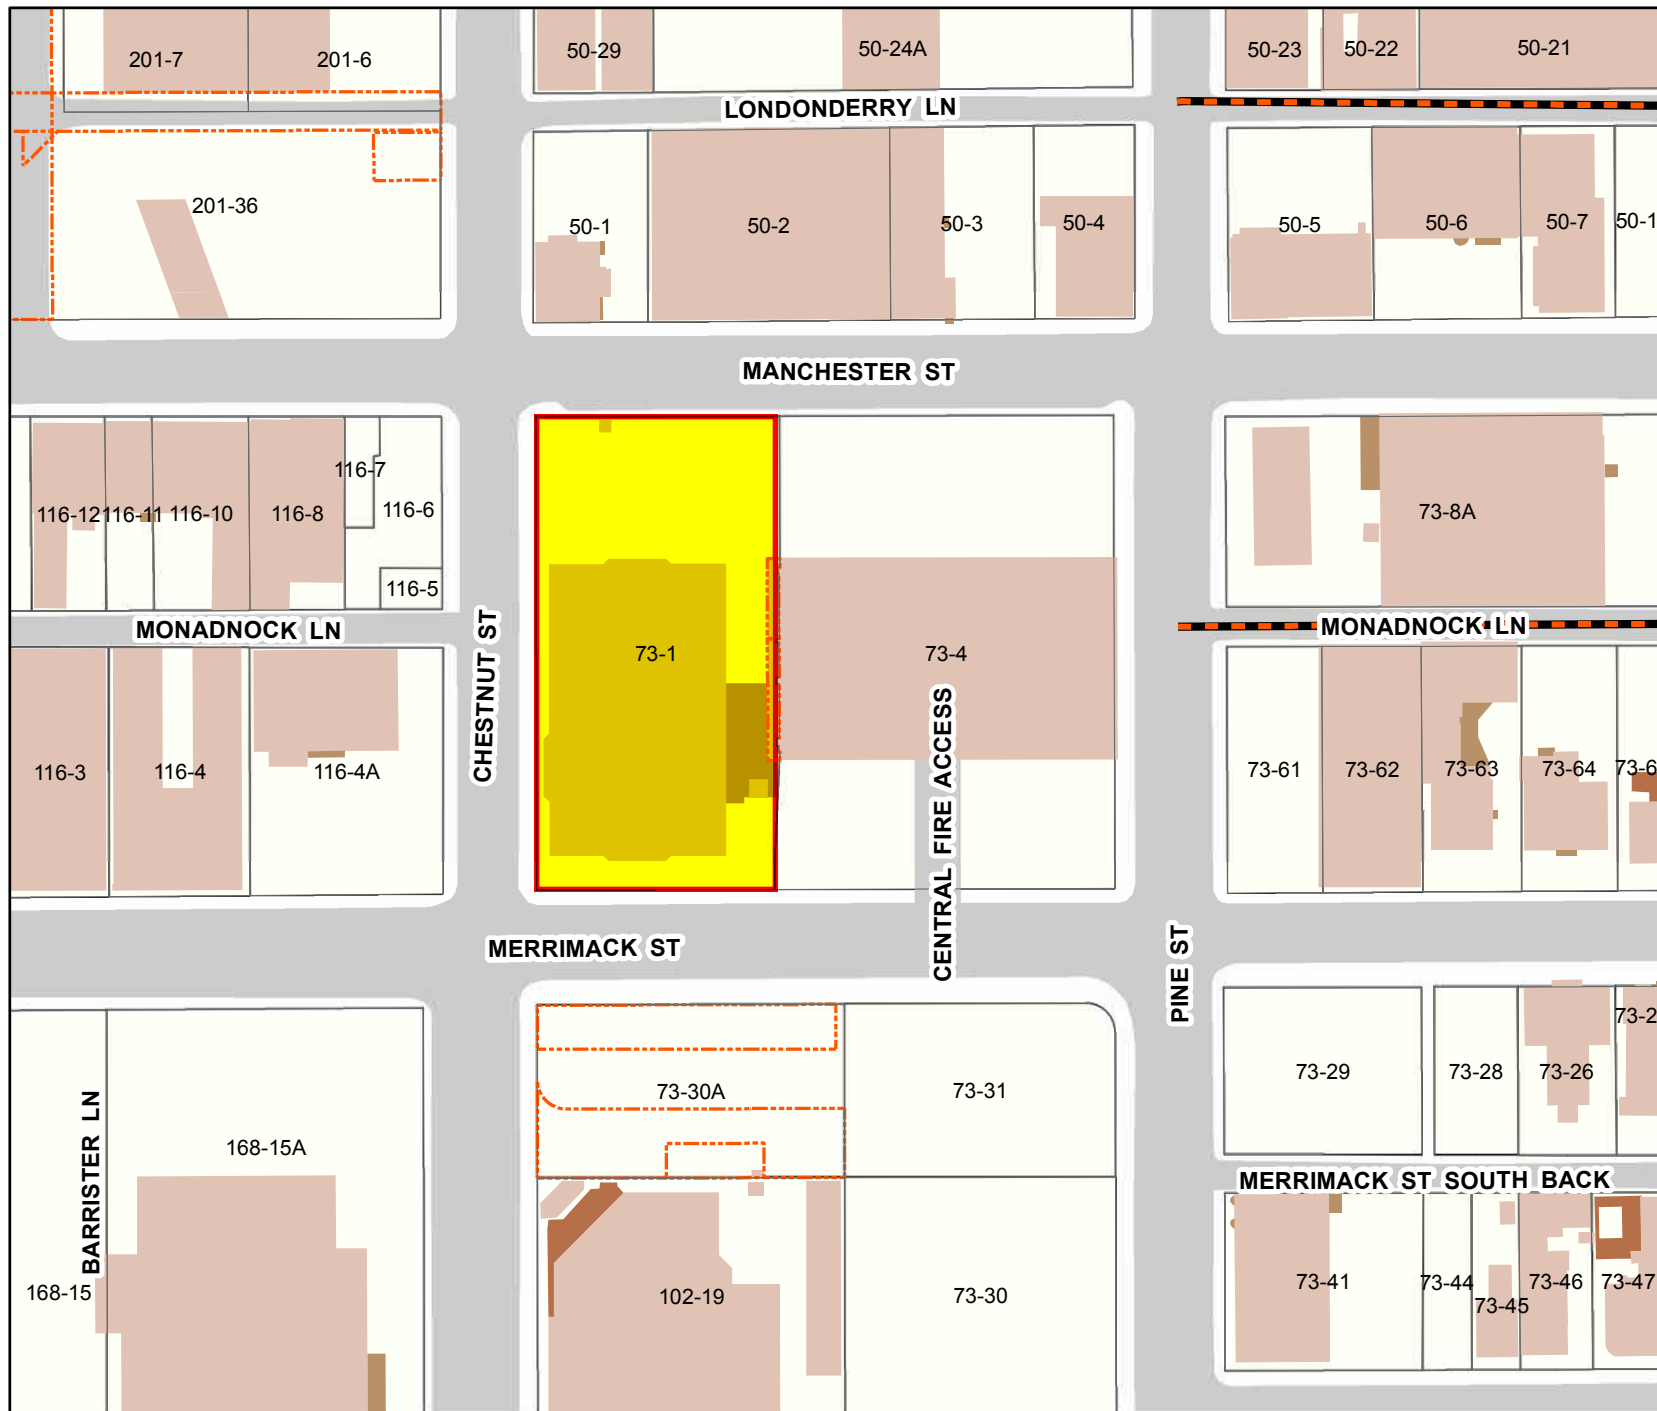 201-7
201-6
50-29
50-24A
50-23
50-22
50-21
LONDONDERRY LN
201-36
50-1
50-2
50-3
50-4
50-5
50-6
50-7
50-1
MANCHESTER ST
116-12
116-11
116-10
116-8
116-7
116-6
116-5
73-8A
MONADNOCK LN
MONADNOCK LN
CHESTNUT ST
73-1
73-4
CENTRAL FIRE ACCESS
116-3
116-4
116-4A
73-61
73-62
73-63
73-64
73-6
MERRIMACK ST
PINE ST
73-30A
73-31
73-29
73-28
73-26
73-2
BARRISTER LN
168-15A
168-15
MERRIMACK ST SOUTH BACK
102-19
73-30
73-41
73-44
73-45
73-46
73-47